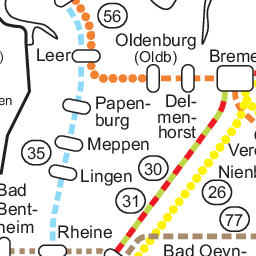 56
Oldenburg
(Oldb)
Leer
Breme
Papen-
burg
Del-
men-
horst
en
Meppen
35
30
Lingen
31
Bad
Bent-
heim
Vere
Nienb
26
77
Rheine
Bad Oeyn-